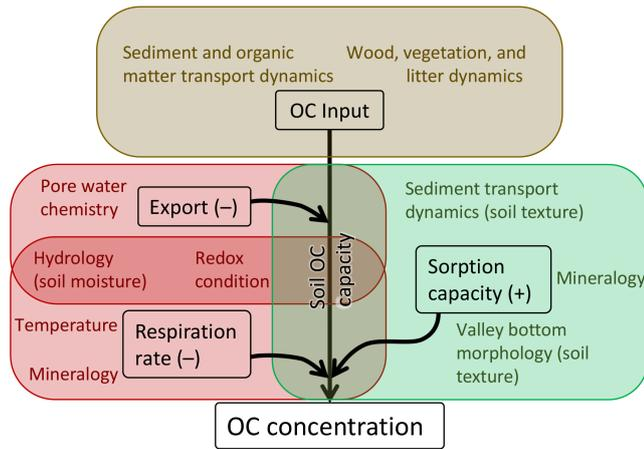 Sediment and organic
matter transport dynamics
Wood, vegetation, and
litter dynamics
OC Input
Pore water
chemistry
Export (–)
Sediment transport
dynamics (soil texture)
Hydrology
(soil moisture)
Redox
condition
Soil OC
capacity
Sorption
capacity (+)
Mineralogy
Temperature
Respiration
rate (–)
Mineralogy
Valley bottom
morphology (soil
texture)
OC concentration